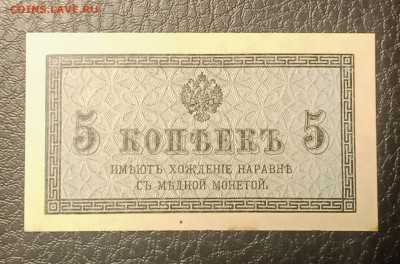 COINS.LAVE.RU
5 КОПѢЕКЪ 5
ИМѢЮТЪ ХОЖДЕНІЕ НАРАВНѢ
СЪ МѢДНОЙ МОНЕТОЙ.